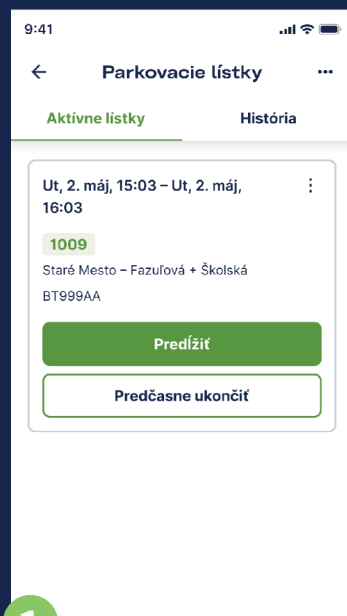 9:41
Parkovacie lístky
Aktívne lístky
História
Ut, 2. máj, 15:03 – Ut, 2. máj,
16:03
1009
Staré Mesto – Fazuľová + Školská
BT999AA
Predĺžiť
Predčasne ukončiť